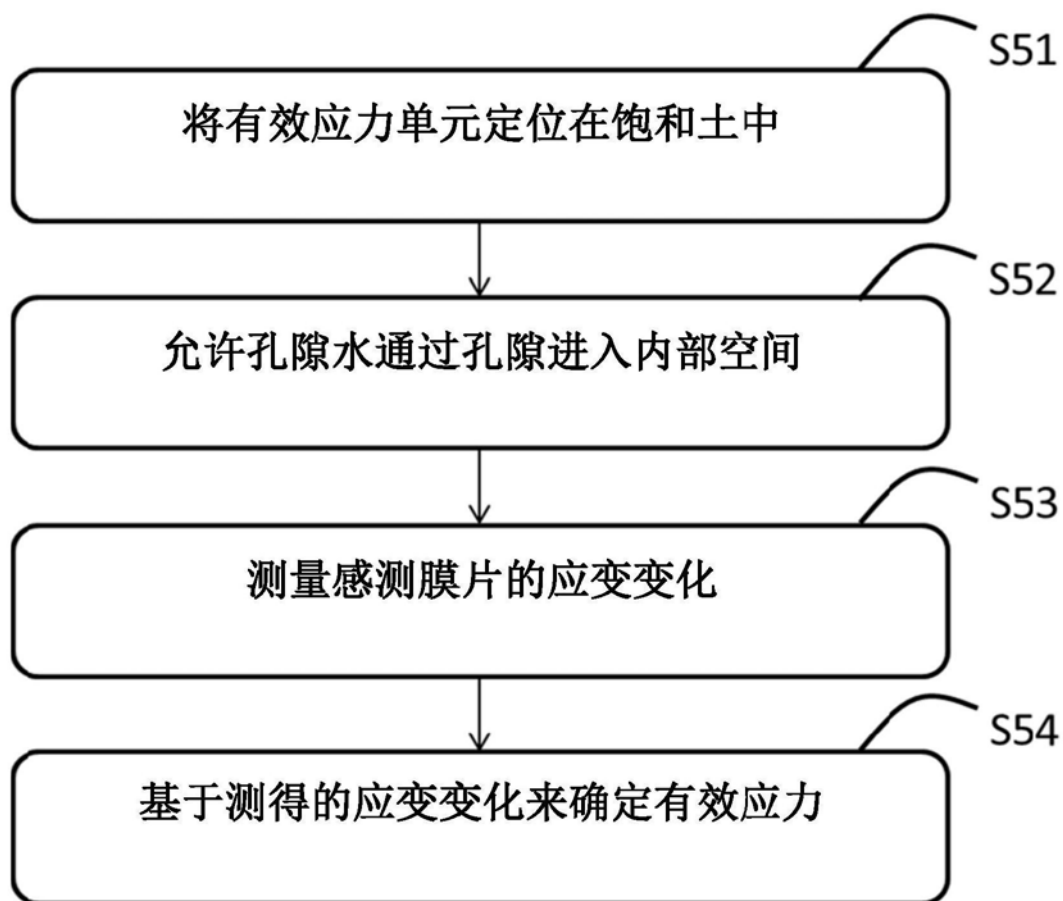 S51
将有效应力单元定位在饱和土中
S52
允许孔隙水通过孔隙进入内部空间
S53
测量感测膜片的应变变化
S54
基于测得的应变变化来确定有效应力